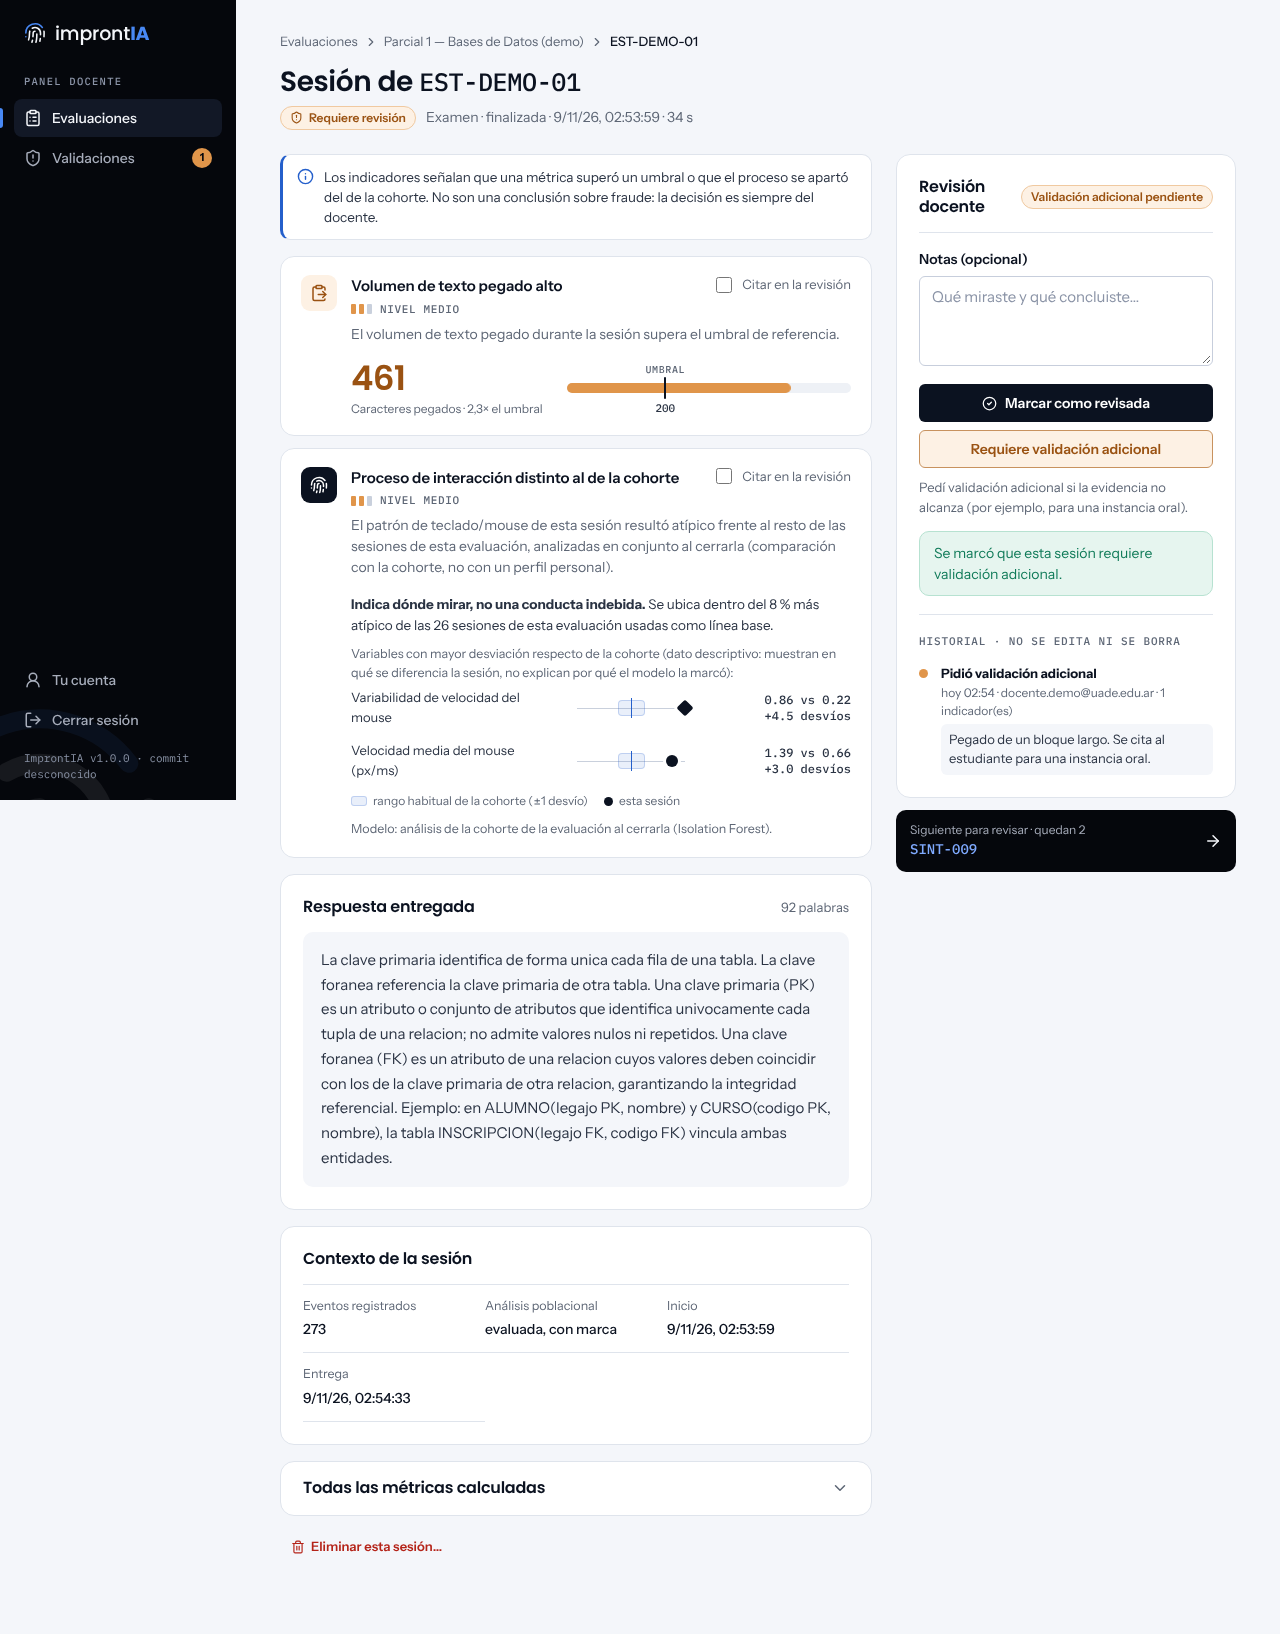 improntIA
PANEL DOCENTE
Evaluaciones
Validaciones
1
Tu cuenta
Cerrar sesión
ImprontIA v1.0.0 · commit
desconocido
Evaluaciones > Parcial 1 — Bases de Datos (demo) > EST-DEMO-01
Sesión de EST-DEMO-01
Requiere revisión
Examen · finalizada · 9/11/26, 02:53:59 · 34 s
Los indicadores señalan que una métrica superó un umbral o que el proceso se apartó
del de la cohorte. No son una conclusión sobre fraude: la decisión es siempre del
docente.
Volumen de texto pegado alto
Citar en la revisión
NIVEL MEDIO
El volumen de texto pegado durante la sesión supera el umbral de referencia.
461
Caracteres pegados · 2,3× el umbral
UMBRAL
200
Proceso de interacción distinto al de la cohorte
Citar en la revisión
NIVEL MEDIO
El patrón de teclado/mouse de esta sesión resultó atípico frente al resto de las
sesiones de esta evaluación, analizadas en conjunto al cerrarla (comparación
con la cohorte, no con un perfil personal).
Indica dónde mirar, no una conducta indebida. Se ubica dentro del 8 % más
atípico de las 26 sesiones de esta evaluación usadas como línea base.
Variables con mayor desviación respecto de la cohorte (dato descriptivo: muestran en
qué se diferencia la sesión, no explican por qué el modelo la marcó):
Variabilidad de velocidad del
mouse
0.86 vs 0.22
+4.5 desvíos
Velocidad media del mouse
(px/ms)
1.39 vs 0.66
+3.0 desvíos
rango habitual de la cohorte (±1 desvío)
esta sesión
Modelo: análisis de la cohorte de la evaluación al cerrarla (Isolation Forest).
Respuesta entregada
92 palabras
La clave primaria identifica de forma unica cada fila de una tabla. La clave
foranea referencia la clave primaria de otra tabla. Una clave primaria (PK)
es un atributo o conjunto de atributos que identifica univocamente cada
tupla de una relacion; no admite valores nulos ni repetidos. Una clave
foranea (FK) es un atributo de una relacion cuyos valores deben coincidir
con los de la clave primaria de otra relacion, garantizando la integridad
referencial. Ejemplo: en ALUMNO(legajo PK, nombre) y CURSO(codigo PK,
nombre), la tabla INSCRIPCION(legajo FK, codigo FK) vincula ambas
entidades.
Contexto de la sesión
Eventos registrados
273
Análisis poblacional
evaluada, con marca
Inicio
9/11/26, 02:53:59
Entrega
9/11/26, 02:54:33
Todas las métricas calculadas
Eliminar esta sesión...
Revisión
docente
Validación adicional pendiente
Notas (opcional)
Qué miraste y qué concluiste...
Marcar como revisada
Requiere validación adicional
Pedí validación adicional si la evidencia no
alcanza (por ejemplo, para una instancia oral).
Se marcó que esta sesión requiere
validación adicional.
HISTORIAL · NO SE EDITA NI SE BORRA
Pidió validación adicional
hoy 02:54 · docente.demo@uade.edu.ar · 1
indicador(es)
Pegado de un bloque largo. Se cita al
estudiante para una instancia oral.
Siguiente para revisar · quedan 2
SINT-009